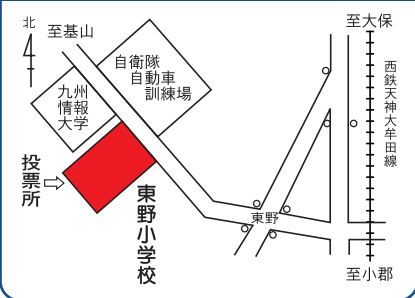 北
至基山
至大保
自衛隊
自動車
訓練場
九州
情報
大学
西鉄天神大牟田線
投票所
東野小学校
東野
至小郡